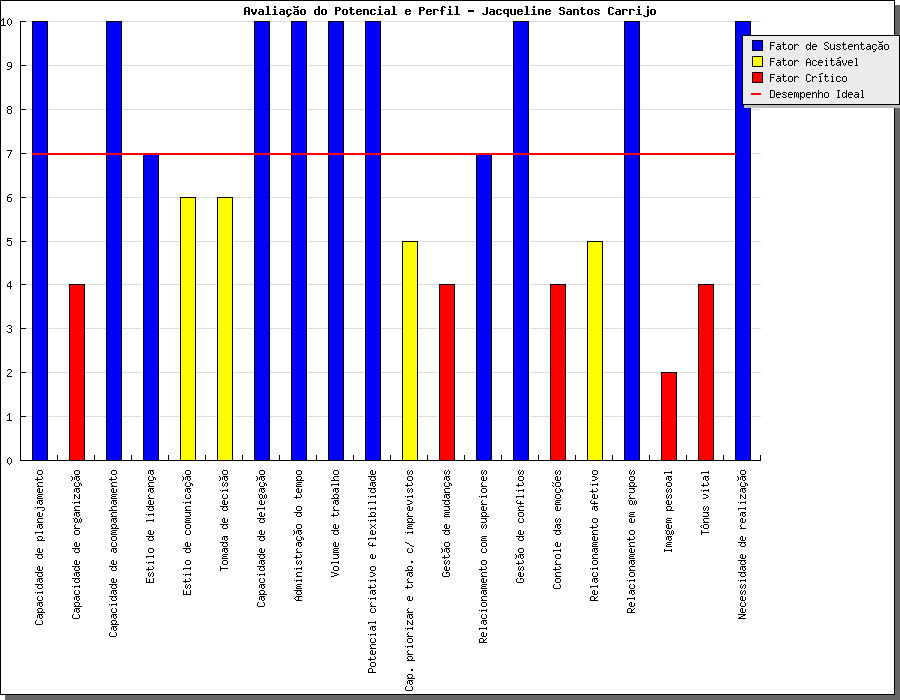 Avaliação do Potencial e Perfil - Jacqueline Santos Carrijo
10
9
8
7
6
5
4
3
2
1
0
Fator de Sustentação
Fator Aceitável
Fator Crítico
Desempenho Ideal
Capacidade de planejamento
Capacidade de organização
Capacidade de acompanhamento
Estilo de liderança
Estilo de comunicação
Tomada de decisão
Capacidade de delegação
Administração do tempo
Volume de trabalho
Potencial criativo e flexibilidade
Cap. priorizar e trab. c/ imprevistos
Gestão de mudanças
Relacionamento com superiores
Gestão de conflitos
Controle das emoções
Relacionamento afetivo
Relacionamento em grupos
Imagem pessoal
Tônus vital
Necessidade de realização